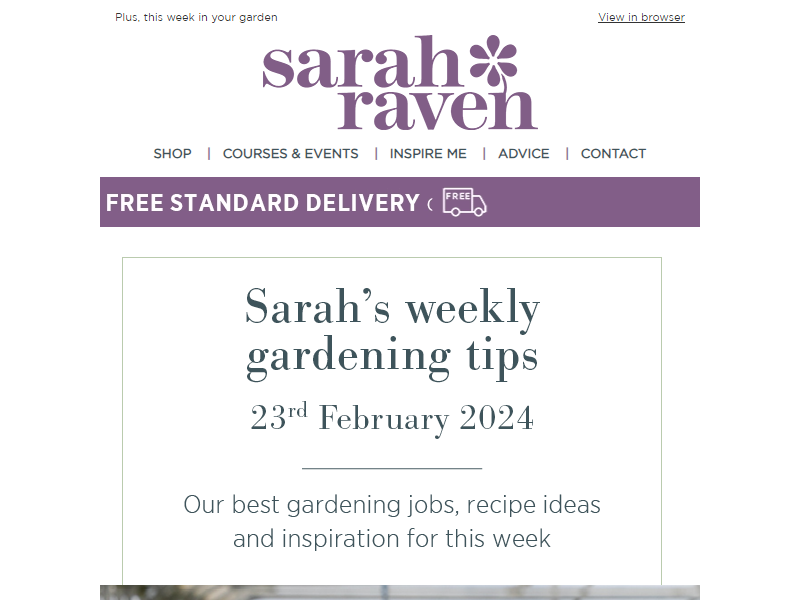 Plus, this week in your garden
View in browser
sarah
raven
SHOP | COURSES & EVENTS | INSPIRE ME | ADVICE | CONTACT
FREE STANDARD DELIVERY (
FREE
Sarah’s weekly
gardening tips
23rd February 2024
Our best gardening jobs, recipe ideas
and inspiration for this week